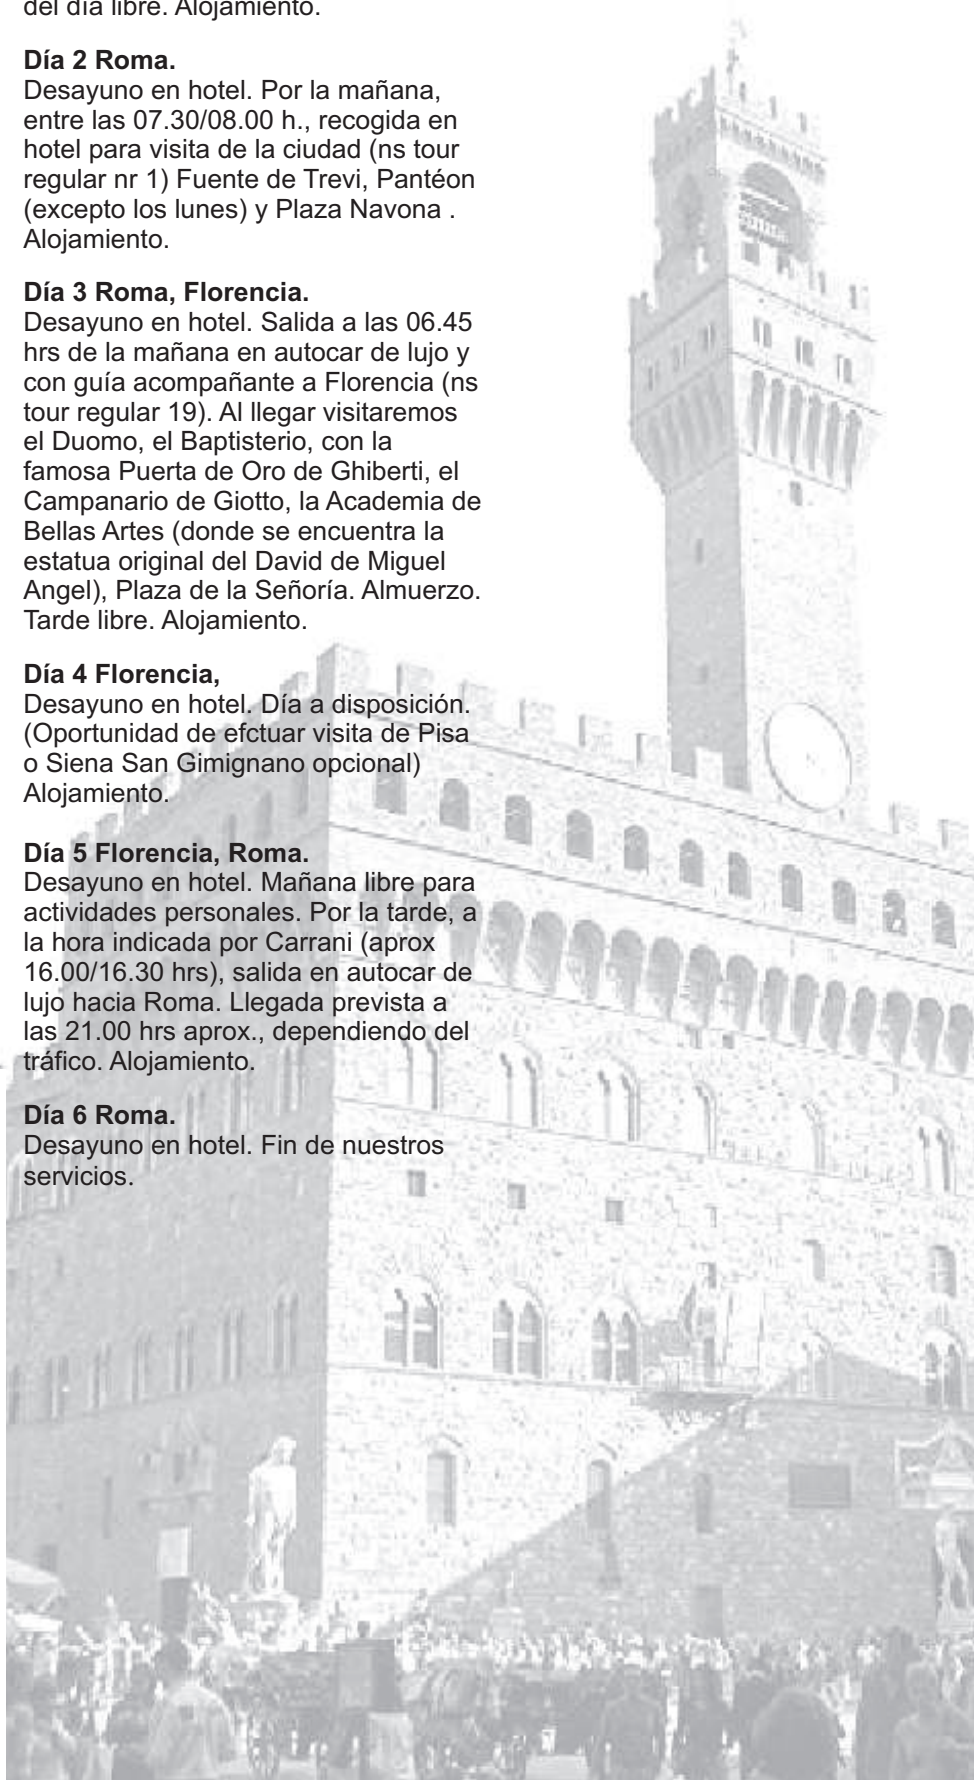 del día libre. Alojamiento.
Día 2 Roma.
Desayuno en hotel. Por la mañana,
entre las 07.30/08.00 h., recogida en
hotel para visita de la ciudad (ns tour
regular nr 1) Fuente de Trevi, Pantéon
(excepto los lunes) y Plaza Navona .
Alojamiento.
Día 3 Roma, Florencia.
Desayuno en hotel. Salida a las 06.45
hrs de la mañana en autocar de lujo y
con guía acompañante a Florencia (ns
tour regular 19). Al llegar visitaremos
el Duomo, el Baptisterio, con la
famosa Puerta de Oro de Ghiberti, el
Campanario de Giotto, la Academia de
Bellas Artes (donde se encuentra la
estatua original del David de Miguel
Angel), Plaza de la Señoría. Almuerzo.
Tarde libre. Alojamiento.
Día 4 Florencia,
Desayuno en hotel. Día a disposición.
(Oportunidad de efctuar visita de Pisa
o Siena San Gimignano opcional)
Alojamiento.
Día 5 Florencia, Roma.
Desayuno en hotel. Mañana libre para
actividades personales. Por la tarde, a
la hora indicada por Carrani (aprox
16.00/16.30 hrs), salida en autocar de
lujo hacia Roma. Llegada prevista a
las 21.00 hrs aprox., dependiendo del
tráfico. Alojamiento.
Día 6 Roma.
Desayuno en hotel. Fin de nuestros
servicios.